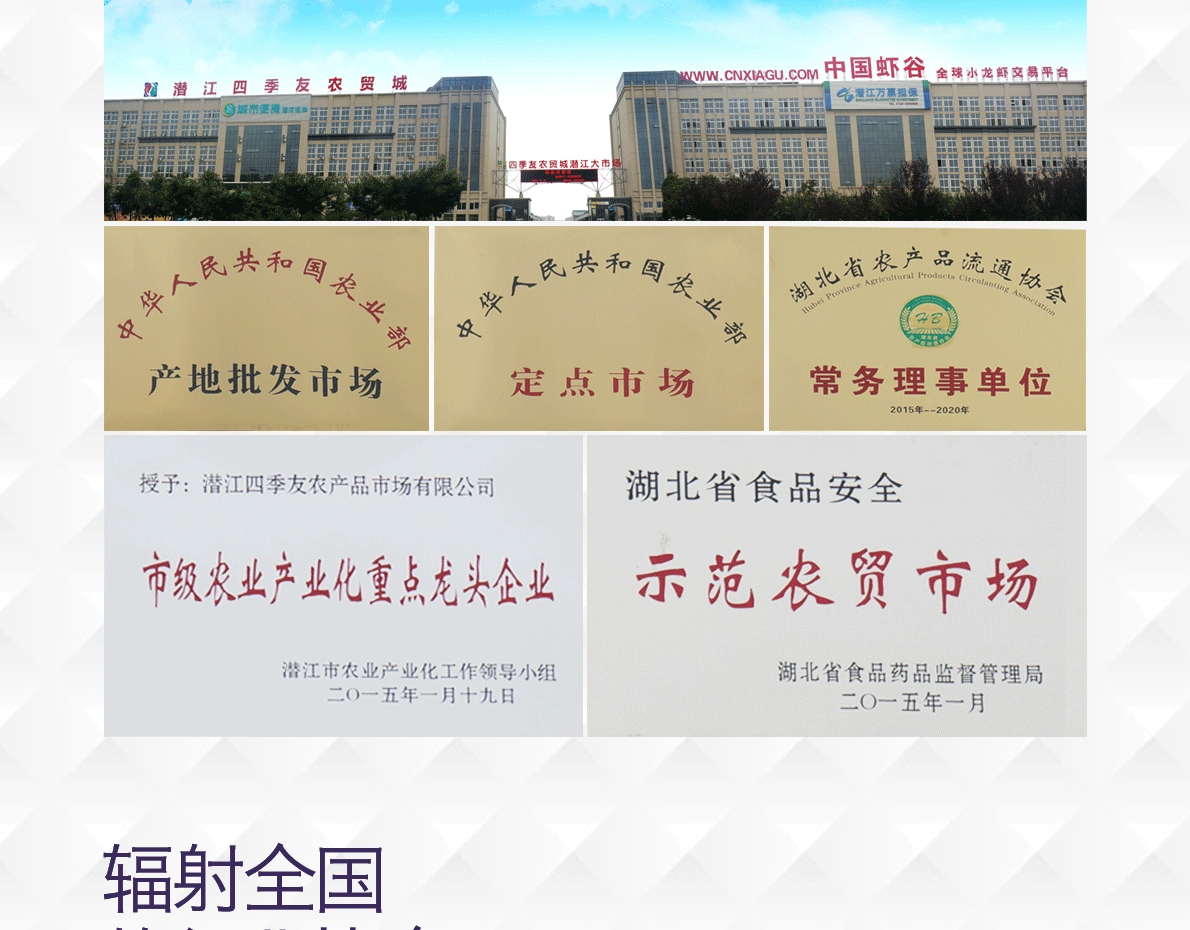 潜江四季友农贸城
WWW.CNXIAGU.COM 中国虾谷 全球小龙虾交易平台
城市便捷
潜江万赢担保
四季友农贸城潜江大市场
中华人民共和国农业部
产地批发市场
中华人民共和国农业部
定点市场
湖北省农产品流通协会
Hubei Province Agricultural Products Circulanting Association
HB
常务理事单位
2015年--2020年
授予：潜江四季友农产品市场有限公司
市级农业产业化重点龙头企业
潜江市农业产业化工作领导小组
二〇一五年一月十九日
湖北省食品安全
示范农贸市场
湖北省食品药品监督管理局
二〇一五年一月
辐射全国